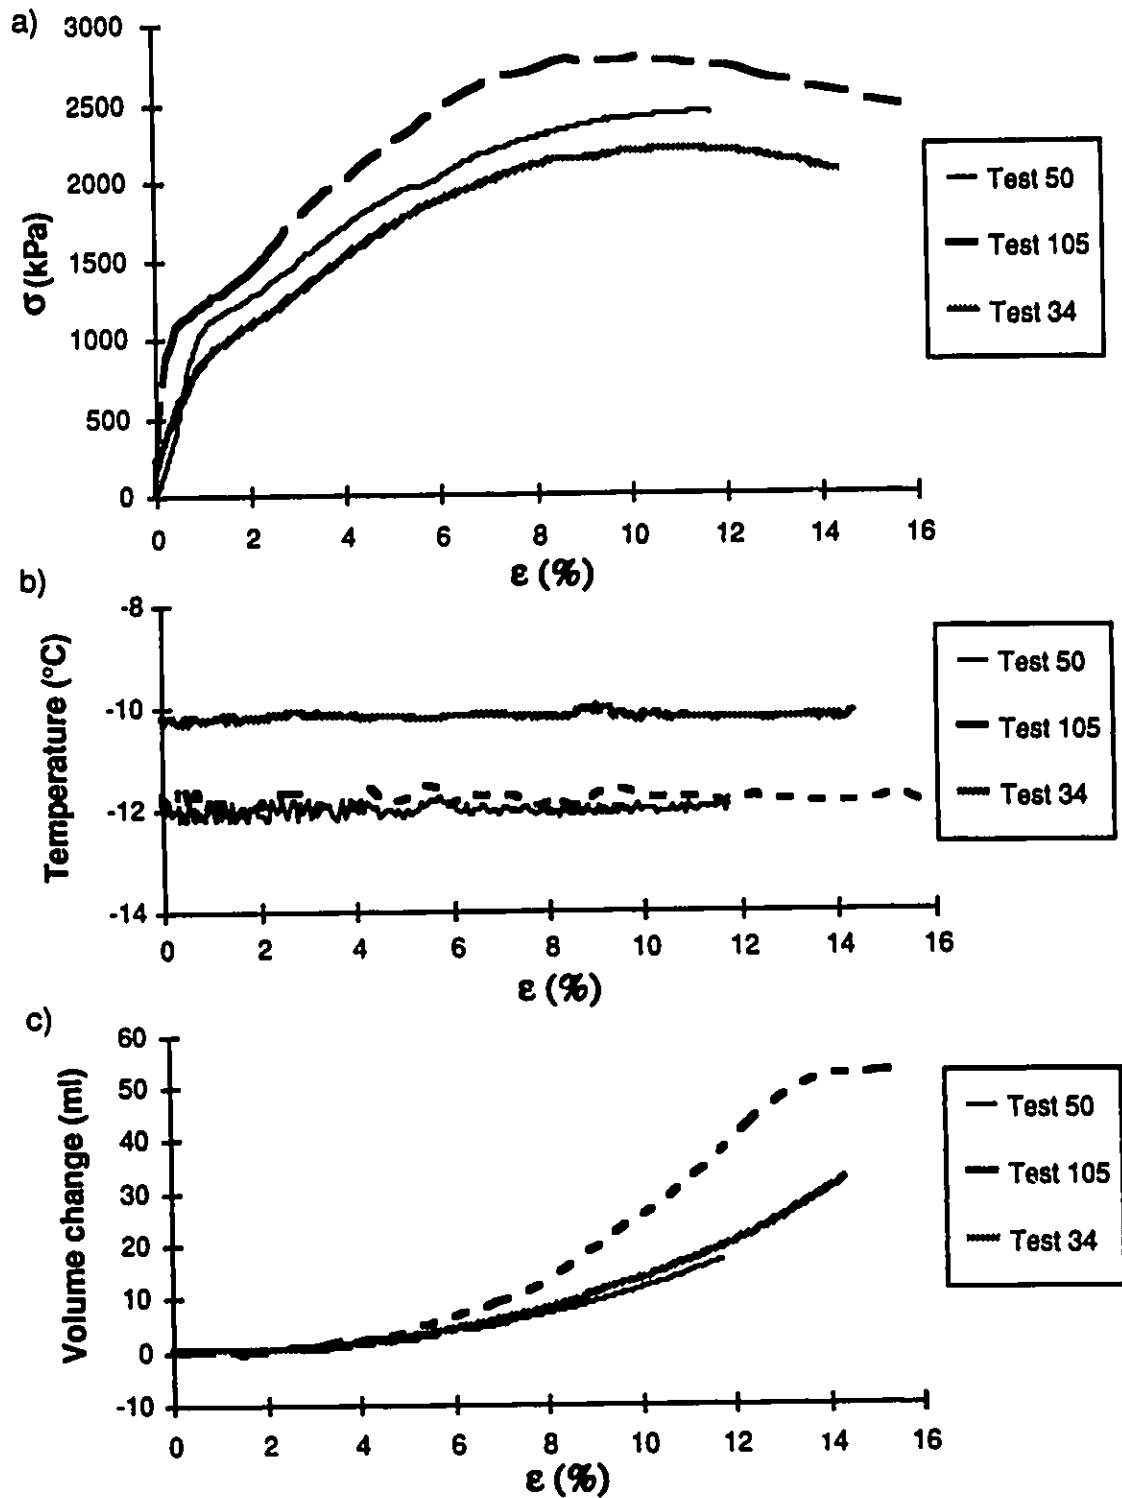 a)
3000
2500
2000
1500
1000
500
0
σ (kPa)
0 2 4 6 8 10 12 14 16
ε (%)
Test 50
Test 105
Test 34
b)
-8
-10
-12
-14
Temperature (°C)
0 2 4 6 8 10 12 14 16
ε (%)
Test 50
Test 105
Test 34
c)
60
50
40
30
20
10
0
-10
Volume change (ml)
0 2 4 6 8 10 12 14 16
ε (%)
Test 50
Test 105
Test 34